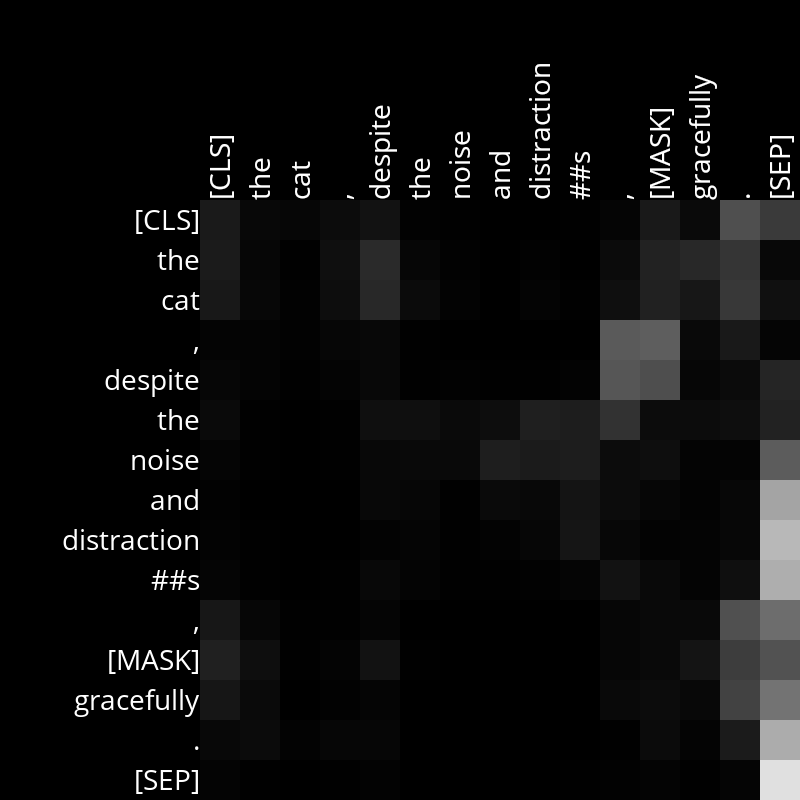 [CLS] the cat , despite the noise and distraction ##s , [MASK] gracefully . [SEP]
[CLS]
the
cat
,
despite
the
noise
and
distraction
##s
,
[MASK]
gracefully
.
[SEP]